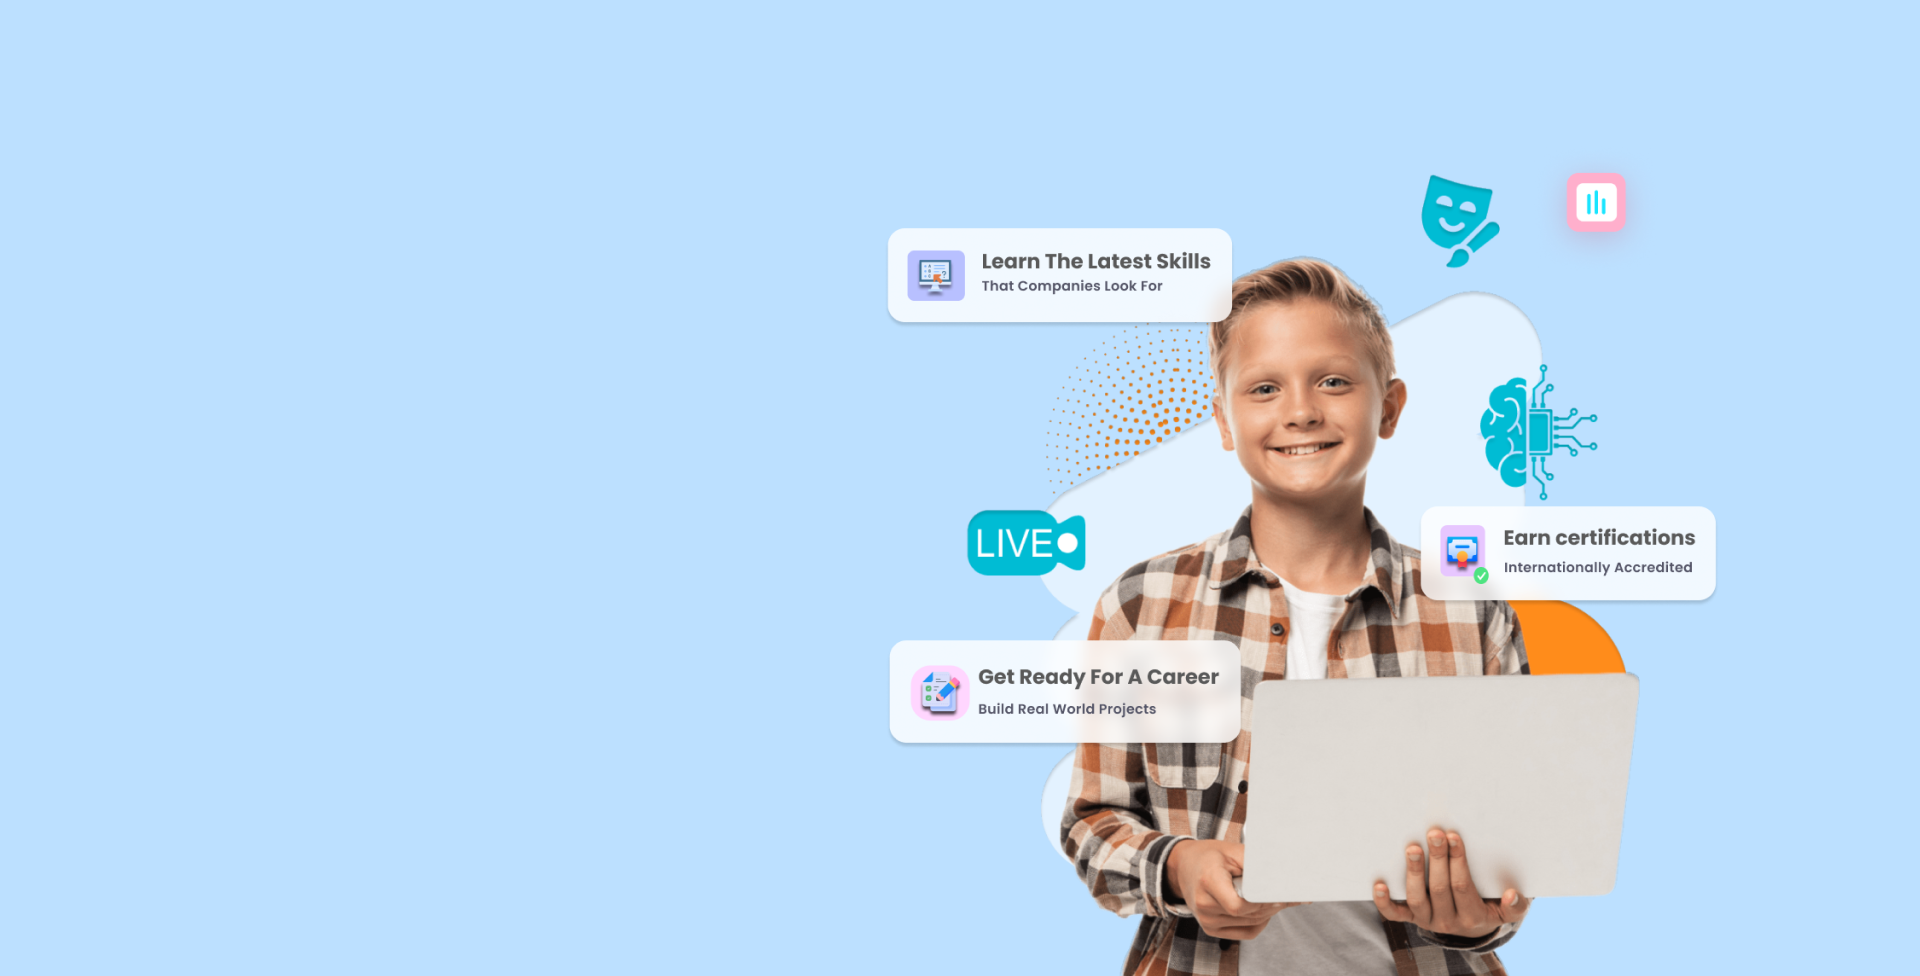 Learn The Latest Skills
That Companies Look For
LIVE
Earn certifications
Internationally Accredited
Get Ready For A Career
Build Real World Projects